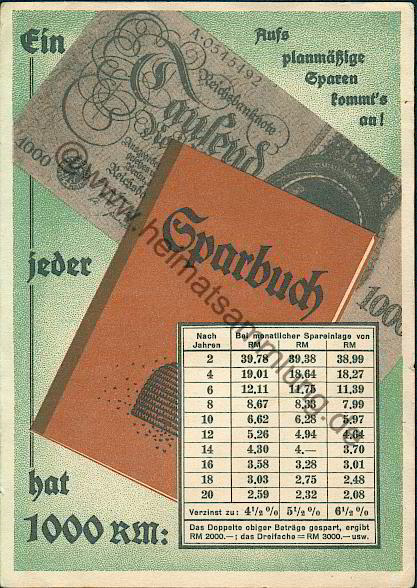 Ein
Aufs
planmäßige
Sparen
kommt's
an!
A·0515492
Reichsbanknote
Tausend
1000
Sparbuch
jeder
1000
hat
1000 RM:
Nach Jahren | Bei monatlicher Spareinlage von
RM | RM | RM
2 | 39,78 | 39,38 | 38,99
4 | 19,01 | 18,64 | 18,27
6 | 12,11 | 11,75 | 11,39
8 | 8,67 | 8,33 | 7,99
10 | 6,62 | 6,28 | 5,97
12 | 5,26 | 4,94 | 4,64
14 | 4,30 | 4.— | 3,70
16 | 3,58 | 3,28 | 3,01
18 | 3,03 | 2,75 | 2,48
20 | 2,59 | 2,32 | 2,08
Verzinst zu: | 4½% | 5½% | 6½%
Das Doppelte obiger Beträge gespart, ergibt
RM 2000.—; das Dreifache = RM 3000.— usw.
©www.heimatsammlung.de